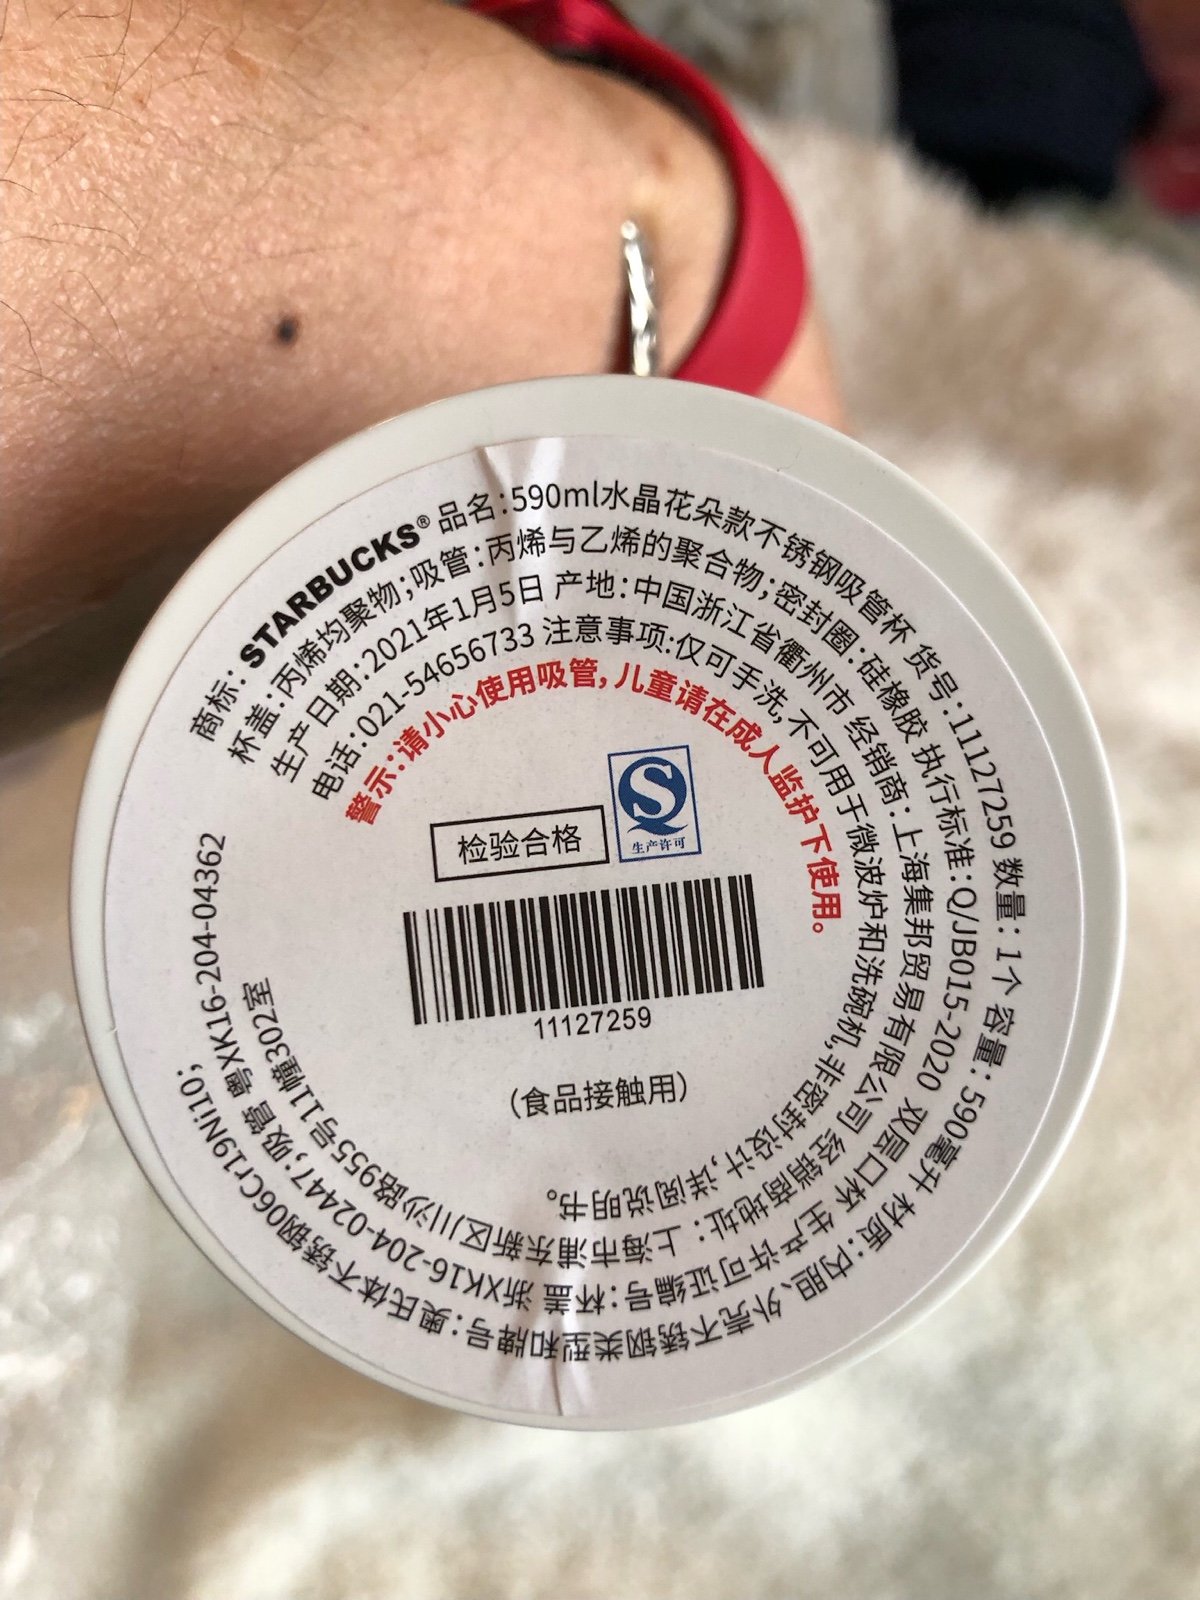 商标: STARBUCKS® 品名:590ml水晶花朵款不锈钢吸管杯 货号:11127259 数量: 1个 容量: 590毫升 材质:内胆、外壳不锈钢类型和牌号:奥氏体不锈钢06Cr19Ni10;
杯盖:丙烯均聚物;吸管:丙烯与乙烯的聚合物;密封圈:硅橡胶 执行标准:Q/JB015-2020 双层口杯 生产许可证编号:杯盖 浙XK16-204-02447;吸管 粤XK16-204-04362
生产日期:2021年1月5日 产地: 中国浙江省衢州市 经销商: 上海集邦贸易有限公司 经销商地址: 上海市浦东新区川沙路955号11幢302室
电话:021-54656733 注意事项:仅可手洗,不可用于微波炉和洗碗机,非密封设计,详阅说明书。
警示:请小心使用吸管,儿童请在成人监护下使用。
检验合格
生产许可
11127259
(食品接触用)